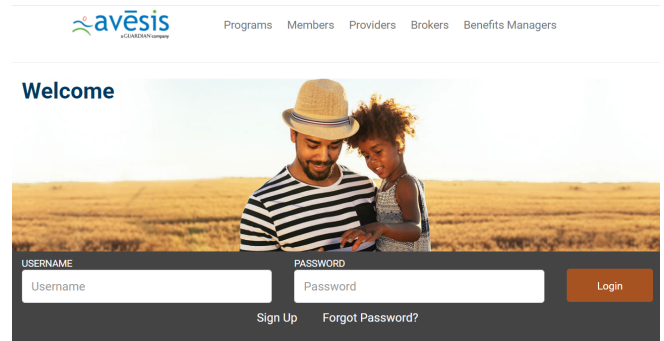 avēsis
a GUARDIAN company
Programs Members Providers Brokers Benefits Managers
Welcome
USERNAME PASSWORD
Username Password Login
Sign Up Forgot Password?